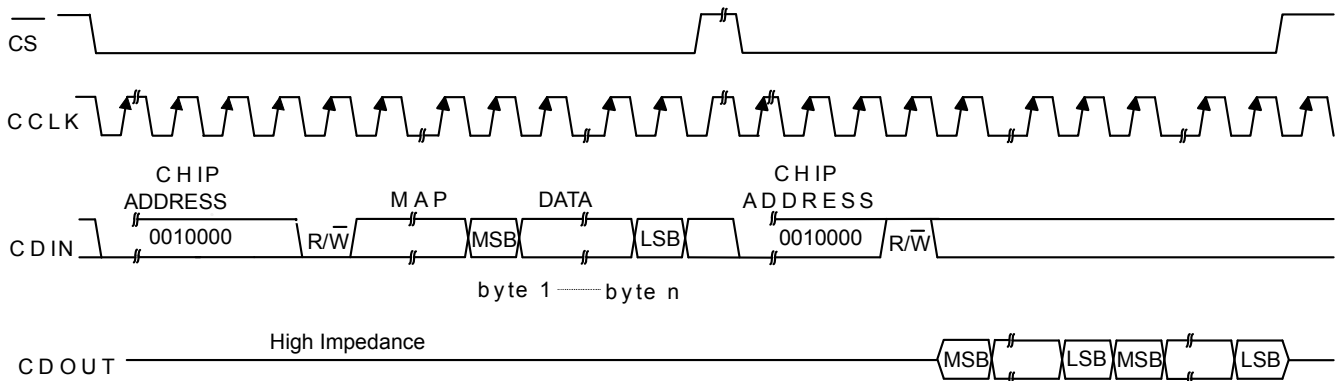 CS
CCLK
CHIP ADDRESS
MAP
DATA
CHIP ADDRESS
CDIN
0010000
R/W
MSB
LSB
0010000
R/W
byte 1 byte n
High Impedance
CDOUT
MSB
LSB
MSB
LSB